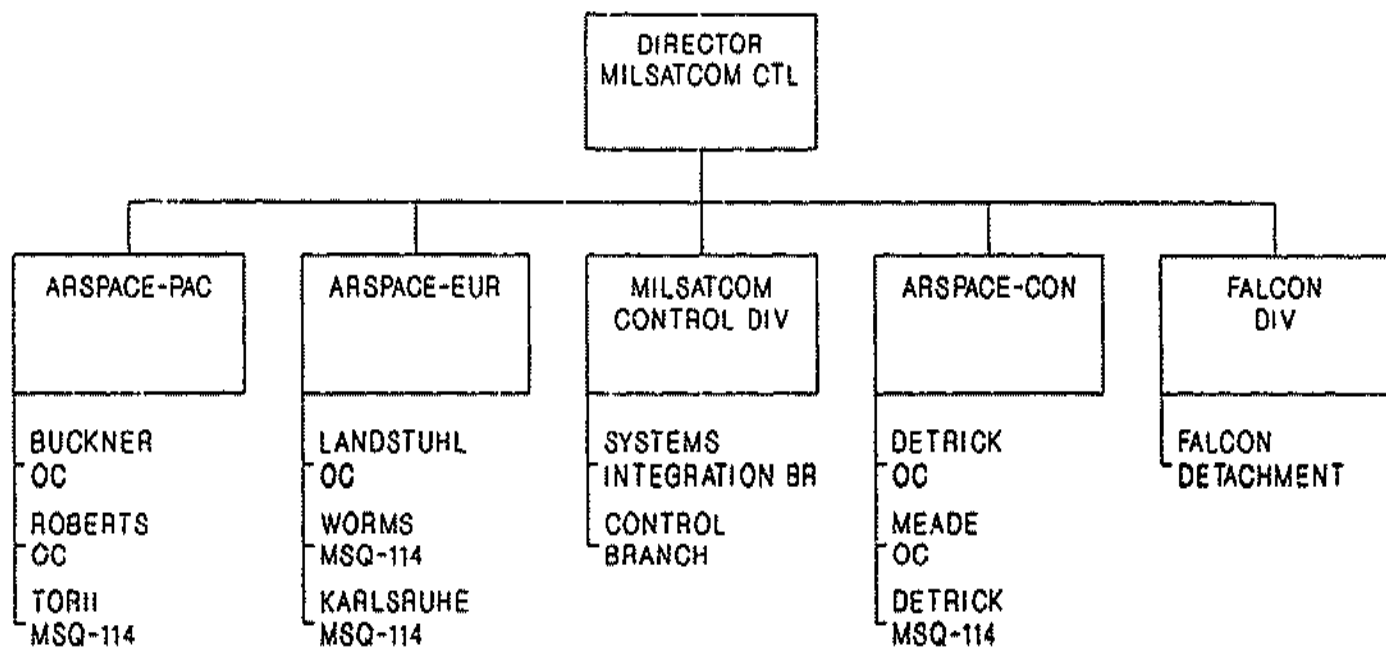 DIRECTOR
MILSATCOM CTL
ARSPACE-PAC
BUCKNER
OC
ROBERTS
OC
TORII
MSQ-114
ARSPACE-EUR
LANDSTUHL
OC
WORMS
MSQ-114
KARLSRUHE
MSQ-114
MILSATCOM
CONTROL DIV
SYSTEMS
INTEGRATION BR
CONTROL
BRANCH
ARSPACE-CON
DETRICK
OC
MEADE
OC
DETRICK
MSQ-114
FALCON
DIV
FALCON
DETACHMENT